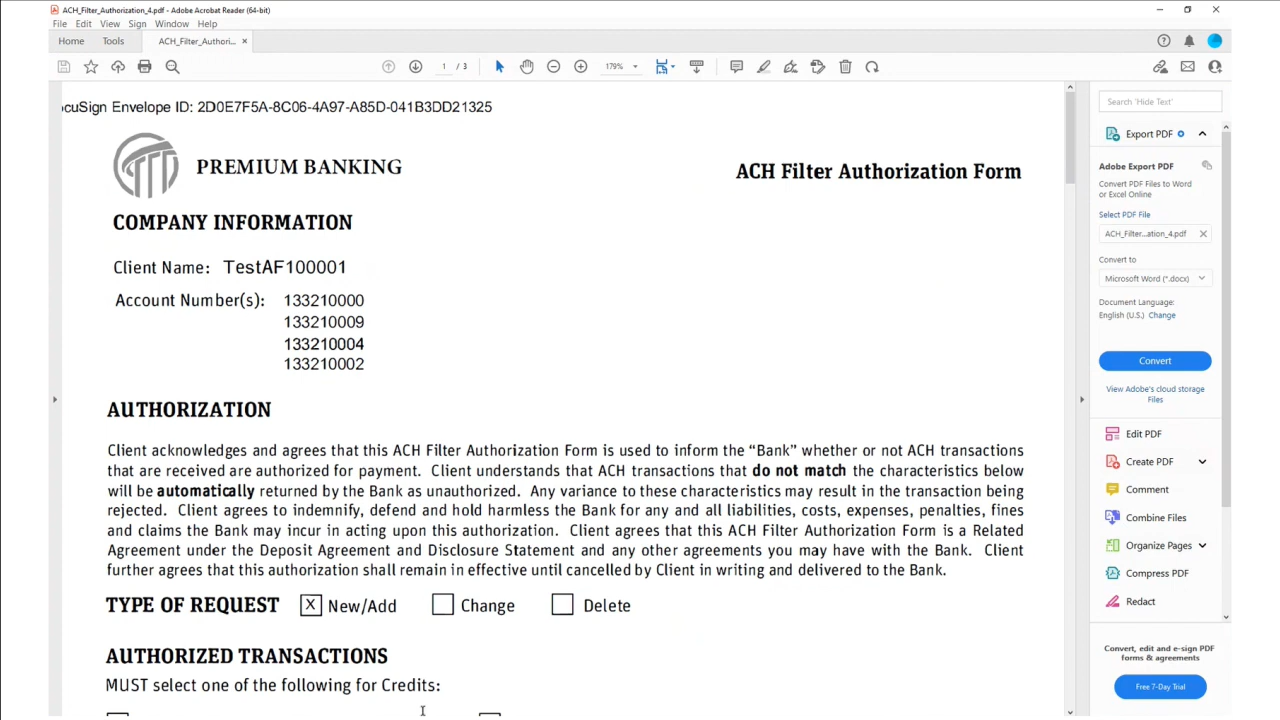 ACH_Filter_Authorization_4.pdf - Adobe Acrobat Reader (64-bit)
File Edit View Sign Window Help
Home Tools ACH_Filter_Authori... ×
1 / 3 179%
ocuSign Envelope ID: 2D0E7F5A-8C06-4A97-A85D-041B3DD21325
PREMIUM BANKING
ACH Filter Authorization Form
COMPANY INFORMATION
Client Name: TestAF100001
Account Number(s): 133210000
133210009
133210004
133210002
AUTHORIZATION
Client acknowledges and agrees that this ACH Filter Authorization Form is used to inform the “Bank” whether or not ACH transactions
that are received are authorized for payment. Client understands that ACH transactions that do not match the characteristics below
will be automatically returned by the Bank as unauthorized. Any variance to these characteristics may result in the transaction being
rejected. Client agrees to indemnify, defend and hold harmless the Bank for any and all liabilities, costs, expenses, penalties, fines
and claims the Bank may incur in acting upon this authorization. Client agrees that this ACH Filter Authorization Form is a Related
Agreement under the Deposit Agreement and Disclosure Statement and any other agreements you may have with the Bank. Client
further agrees that this authorization shall remain in effective until cancelled by Client in writing and delivered to the Bank.
TYPE OF REQUEST X New/Add Change Delete
AUTHORIZED TRANSACTIONS
MUST select one of the following for Credits:
Search 'Hide Text'
Export PDF
Adobe Export PDF
Convert PDF Files to Word
or Excel Online
Select PDF File
ACH_Filter...ation_4.pdf
Convert to
Microsoft Word (*.docx)
Document Language:
English (U.S.) Change
Convert
View Adobe's cloud storage
Files
Edit PDF
Create PDF
Comment
Combine Files
Organize Pages
Compress PDF
Redact
Convert, edit and e-sign PDF
forms & agreements
Free 7-Day Trial